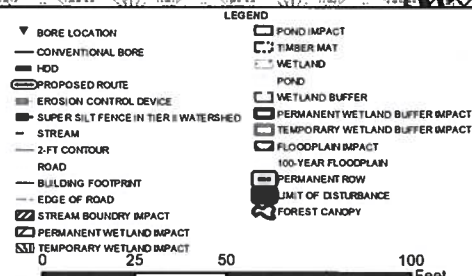 LEGEND
BORE LOCATION
CONVENTIONAL BORE
HDD
PROPOSED ROUTE
EROSION CONTROL DEVICE
SUPER SILT FENCE IN TIER II WATERSHED
STREAM
2-FT CONTOUR
ROAD
BUILDING FOOTPRINT
EDGE OF ROAD
STREAM BOUNDRY IMPACT
PERMANENT WETLAND IMPACT
TEMPORARY WETLAND IMPACT
POND IMPACT
TIMBER MAT
WETLAND
POND
WETLAND BUFFER
PERMANENT WETLAND BUFFER IMPACT
TEMPORARY WETLAND BUFFER IMPACT
FLOODPLAIN IMPACT
100-YEAR FLOODPLAIN
PERMANENT ROW
LIMIT OF DISTURBANCE
FOREST CANOPY
0 25 50 100
Feet